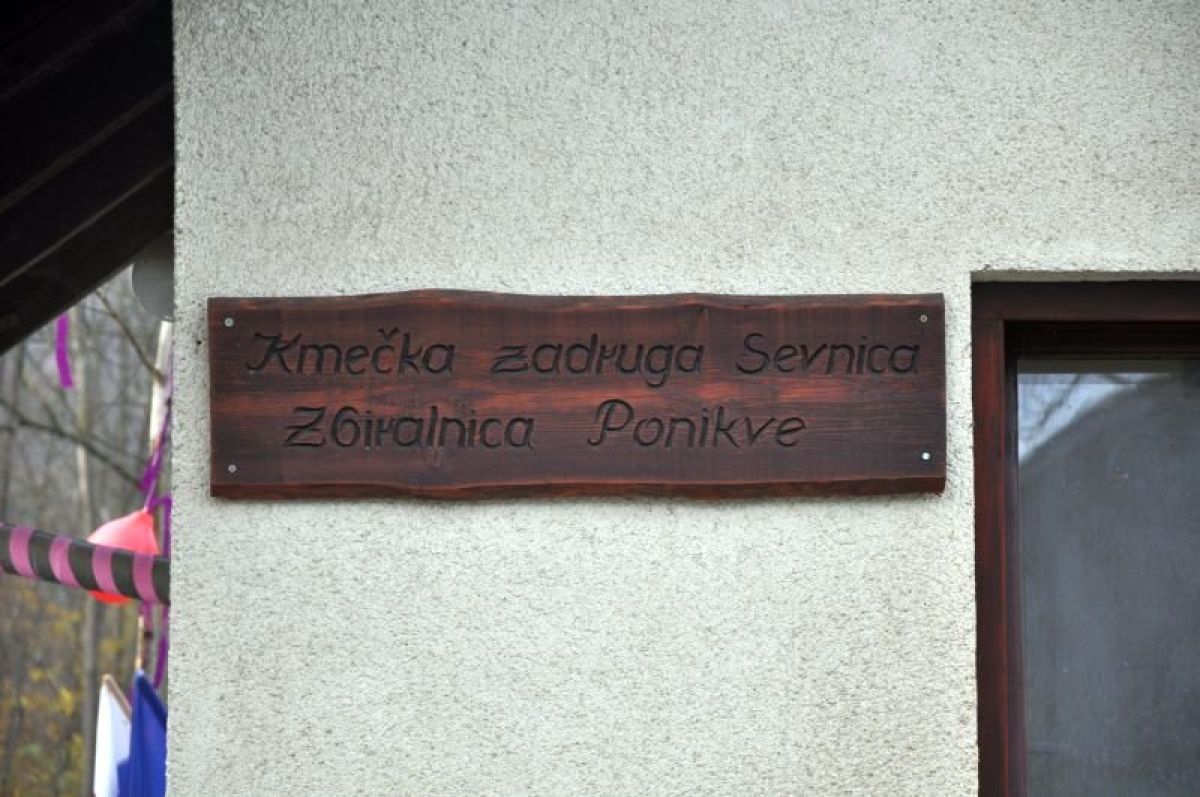 Kmečka zadruga Sevnica
Zbiralnica Ponikve